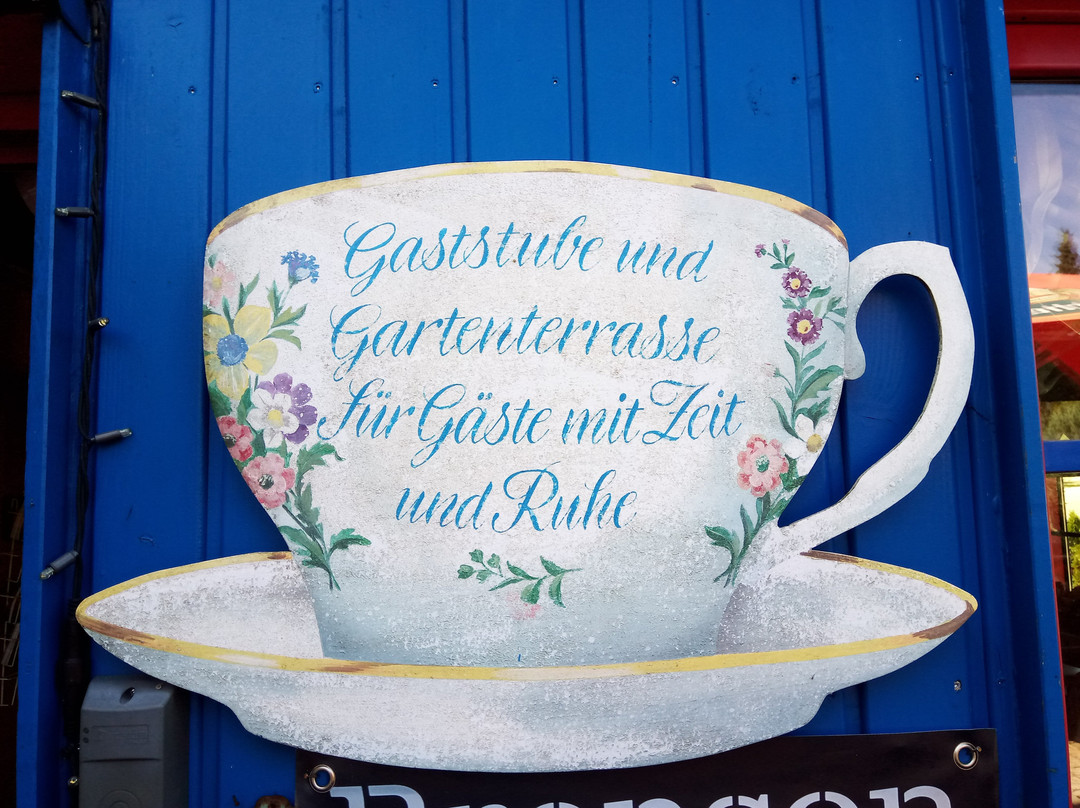 Gaststube und
Gartenterrasse
für Gäste mit Zeit
und Ruhe